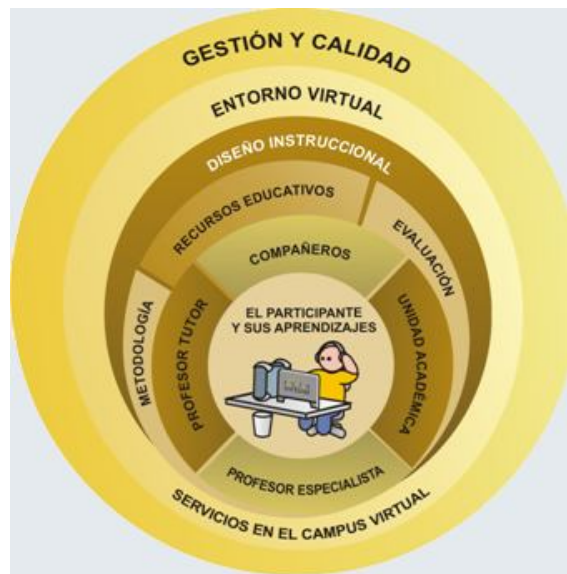 GESTIÓN Y CALIDAD
ENTORNO VIRTUAL
DISEÑO INSTRUCCIONAL
RECURSOS EDUCATIVOS
EVALUACIÓN
METODOLOGÍA
COMPAÑEROS
PROFESOR TUTOR
UNIDAD ACADÉMICA
EL PARTICIPANTE
Y SUS APRENDIZAJES
PROFESOR ESPECIALISTA
SERVICIOS EN EL CAMPUS VIRTUAL